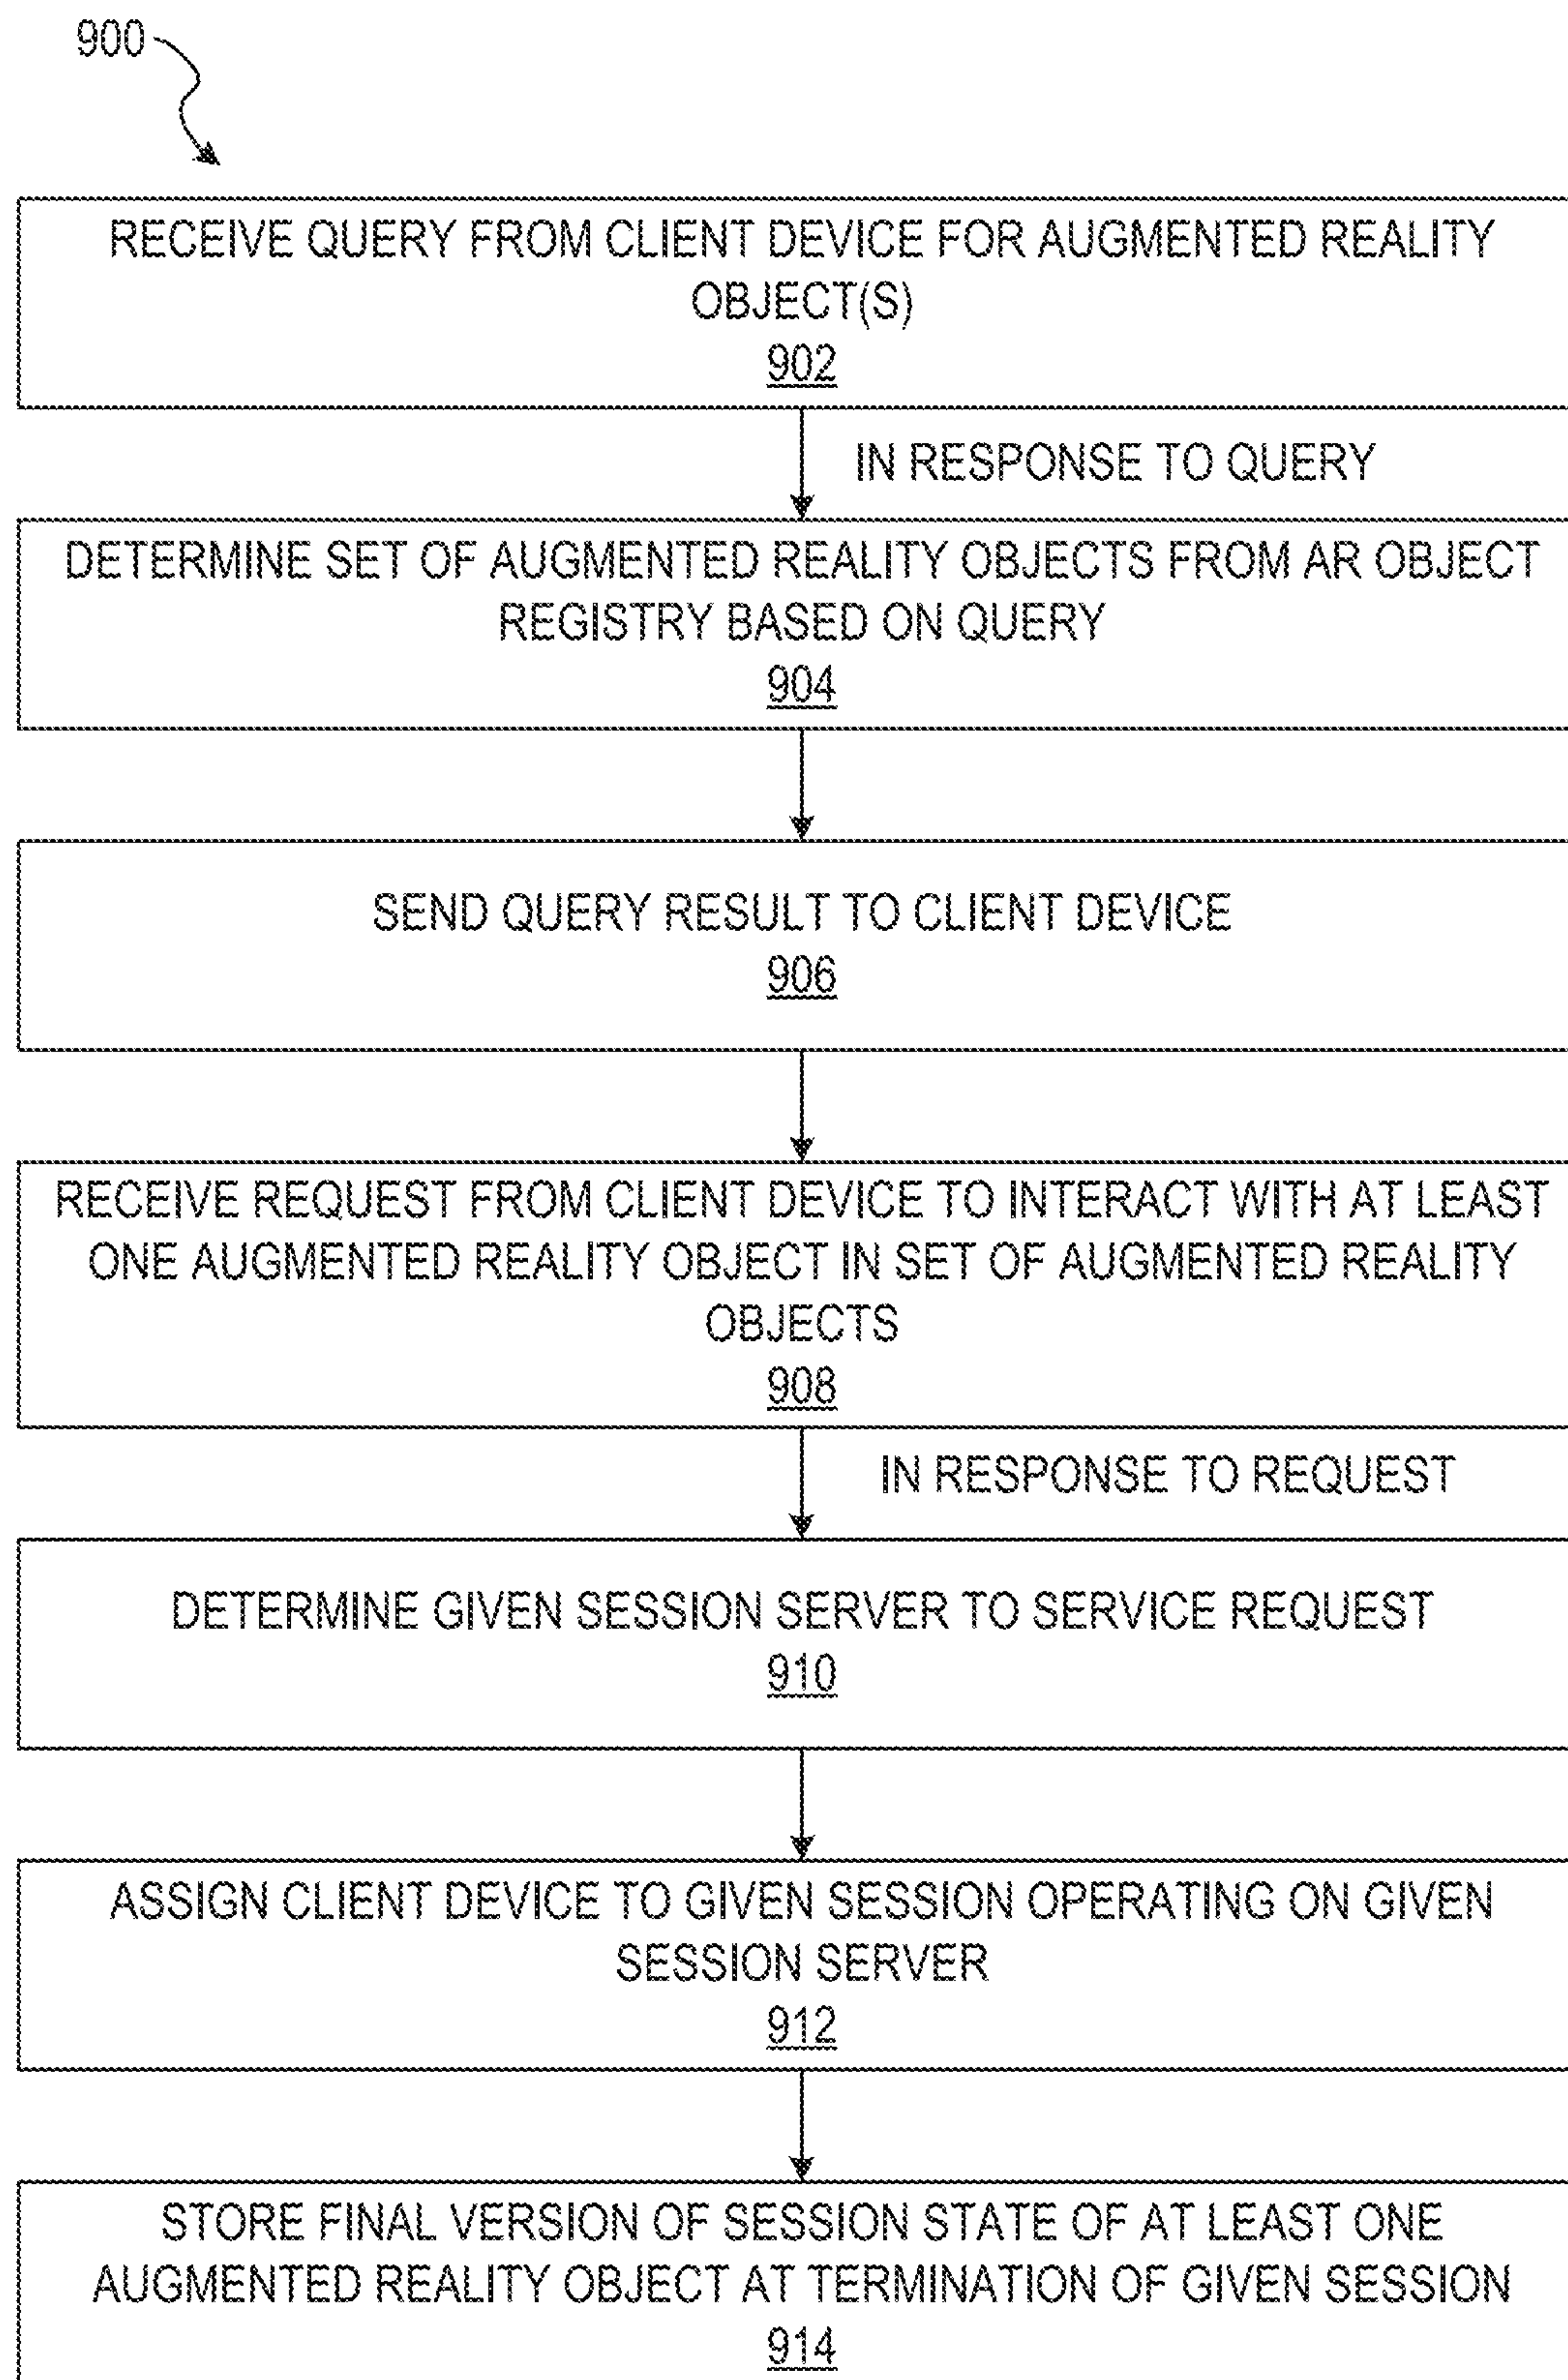 900
RECEIVE QUERY FROM CLIENT DEVICE FOR AUGMENTED REALITY
OBJECT(S)
902
IN RESPONSE TO QUERY
DETERMINE SET OF AUGMENTED REALITY OBJECTS FROM AR OBJECT
REGISTRY BASED ON QUERY
904
SEND QUERY RESULT TO CLIENT DEVICE
906
RECEIVE REQUEST FROM CLIENT DEVICE TO INTERACT WITH AT LEAST
ONE AUGMENTED REALITY OBJECT IN SET OF AUGMENTED REALITY
OBJECTS
908
IN RESPONSE TO REQUEST
DETERMINE GIVEN SESSION SERVER TO SERVICE REQUEST
910
ASSIGN CLIENT DEVICE TO GIVEN SESSION OPERATING ON GIVEN
SESSION SERVER
912
STORE FINAL VERSION OF SESSION STATE OF AT LEAST ONE
AUGMENTED REALITY OBJECT AT TERMINATION OF GIVEN SESSION
914